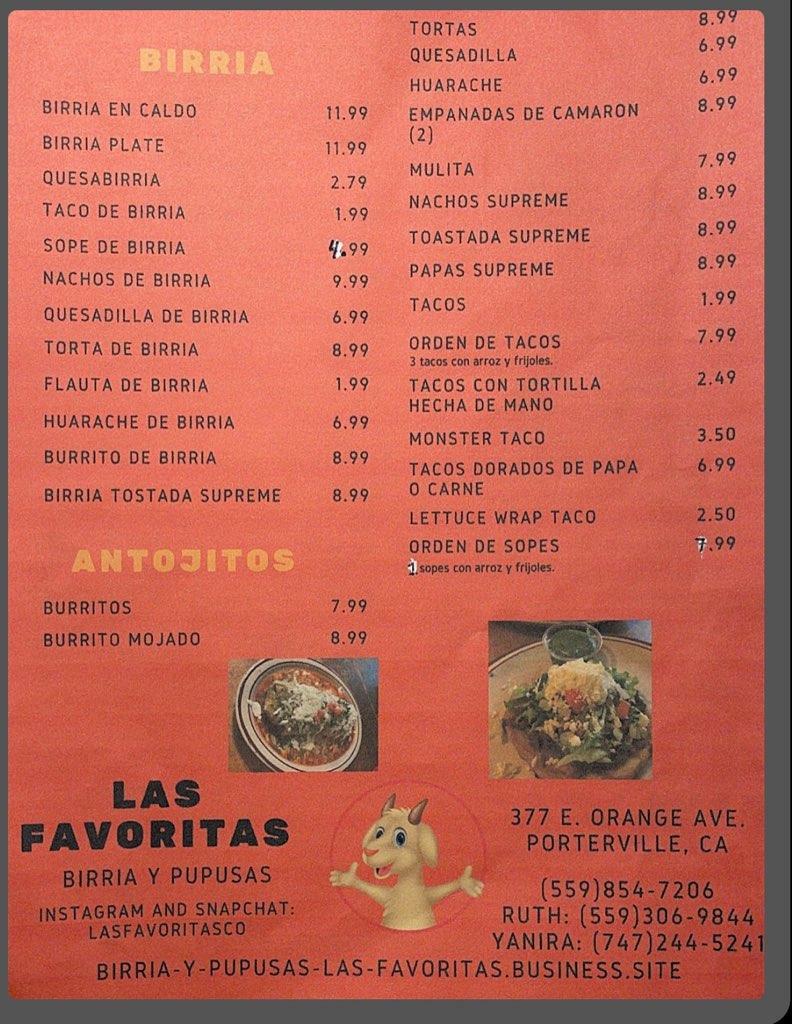 BIRRIA
BIRRIA EN CALDO 11.99
BIRRIA PLATE 11.99
QUESABIRRIA 2.79
TACO DE BIRRIA 1.99
SOPE DE BIRRIA 4.99
NACHOS DE BIRRIA 9.99
QUESADILLA DE BIRRIA 6.99
TORTA DE BIRRIA 8.99
FLAUTA DE BIRRIA 1.99
HUARACHE DE BIRRIA 6.99
BURRITO DE BIRRIA 8.99
BIRRIA TOSTADA SUPREME 8.99
ANTOJITOS
BURRITOS 7.99
BURRITO MOJADO 8.99
TORTAS 8.99
QUESADILLA 6.99
HUARACHE 6.99
EMPANADAS DE CAMARON 8.99
(2)
MULITA 7.99
NACHOS SUPREME 8.99
TOASTADA SUPREME 8.99
PAPAS SUPREME 8.99
TACOS 1.99
ORDEN DE TACOS 7.99
3 tacos con arroz y frijoles.
TACOS CON TORTILLA 2.49
HECHA DE MANO
MONSTER TACO 3.50
TACOS DORADOS DE PAPA 6.99
O CARNE
LETTUCE WRAP TACO 2.50
ORDEN DE SOPES 7.99
1 sopes con arroz y frijoles.
LAS
FAVORITAS
BIRRIA Y PUPUSAS
INSTAGRAM AND SNAPCHAT:
LASFAVORITASCO
377 E. ORANGE AVE.
PORTERVILLE, CA
(559)854-7206
RUTH: (559)306-9844
YANIRA: (747)244-5241
BIRRIA-Y-PUPUSAS-LAS-FAVORITAS.BUSINESS.SITE